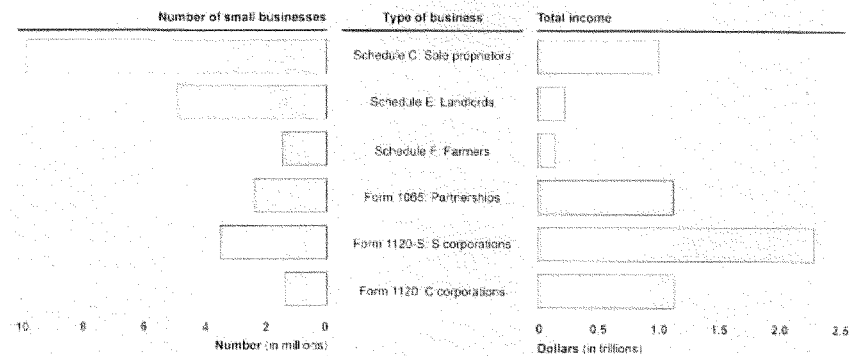 Number of small businesses Type of business Total income
Schedule C: Sole proprietors
Schedule E: Landlords
Schedule F: Farmers
Form 1065: Partnerships
Form 1120-S: S corporations
Form 1120: C corporations
10 8 6 4 2 0 0 0.5 1.0 1.5 2.0 2.5
Number (in millions) Dollars (in trillions)